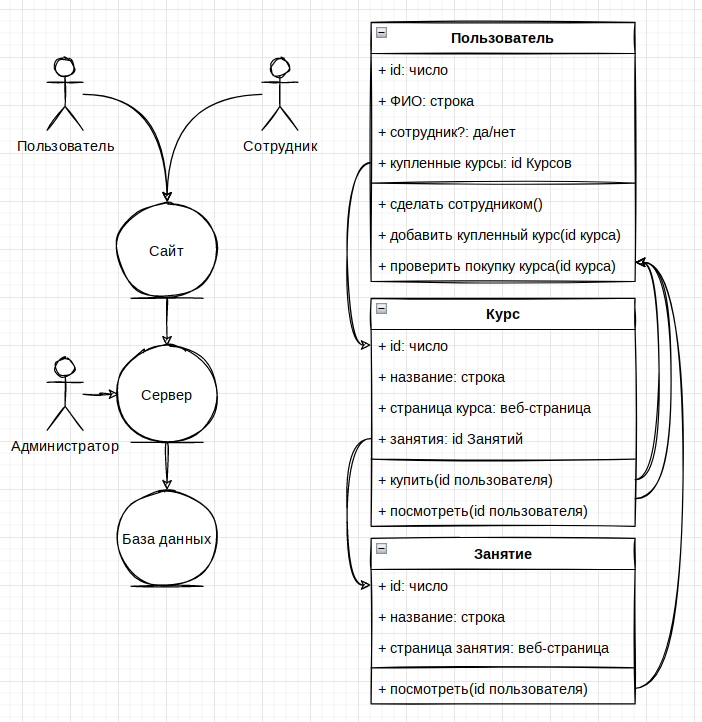 Пользователь
Сотрудник
Сайт
Сервер
Администратор
База данных
Пользователь
+ id: число
+ ФИО: строка
+ сотрудник?: да/нет
+ купленные курсы: id Курсов
+ сделать сотрудником()
+ добавить купленный курс(id курса)
+ проверить покупку курса(id курса)
Курс
+ id: число
+ название: строка
+ страница курса: веб-страница
+ занятия: id Занятий
+ купить(id пользователя)
+ посмотреть(id пользователя)
Занятие
+ id: число
+ название: строка
+ страница занятия: веб-страница
+ посмотреть(id пользователя)